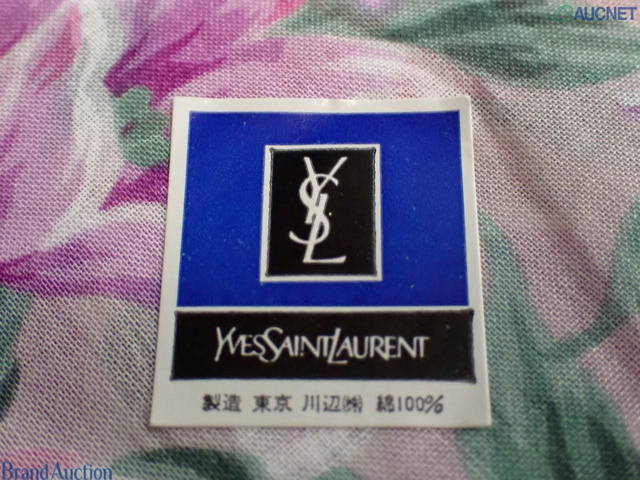 AUCNET
YSL
YVESSAINTLAURENT
製造 東京 川辺㈱ 綿100%
Brand Auction